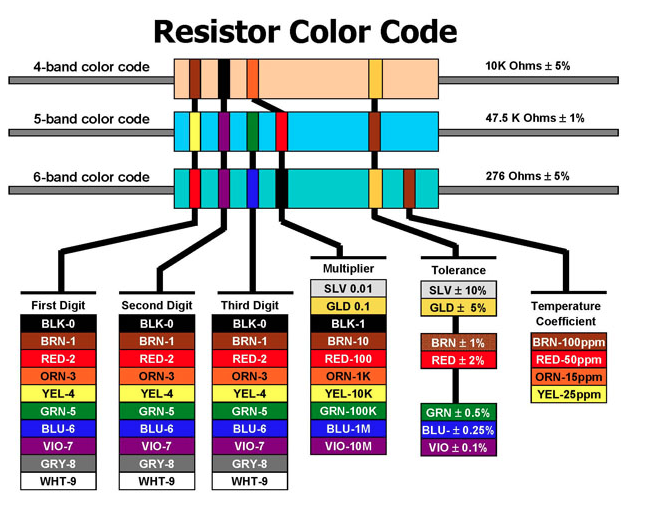 Resistor Color Code
4-band color code
10K Ohms ± 5%
5-band color code
47.5 K Ohms ± 1%
6-band color code
276 Ohms ± 5%
First Digit
BLK-0
BRN-1
RED-2
ORN-3
YEL-4
GRN-5
BLU-6
VIO-7
GRY-8
WHT-9
Second Digit
BLK-0
BRN-1
RED-2
ORN-3
YEL-4
GRN-5
BLU-6
VIO-7
GRY-8
WHT-9
Third Digit
BLK-0
BRN-1
RED-2
ORN-3
YEL-4
GRN-5
BLU-6
VIO-7
GRY-8
WHT-9
Multiplier
SLV 0.01
GLD 0.1
BLK-1
BRN-10
RED-100
ORN-1K
YEL-10K
GRN-100K
BLU-1M
VIO-10M
Tolerance
SLV ± 10%
GLD ± 5%
BRN ± 1%
RED ± 2%
GRN ± 0.5%
BLU- ± 0.25%
VIO ± 0.1%
Temperature
Coefficient
BRN-100ppm
RED-50ppm
ORN-15ppm
YEL-25ppm